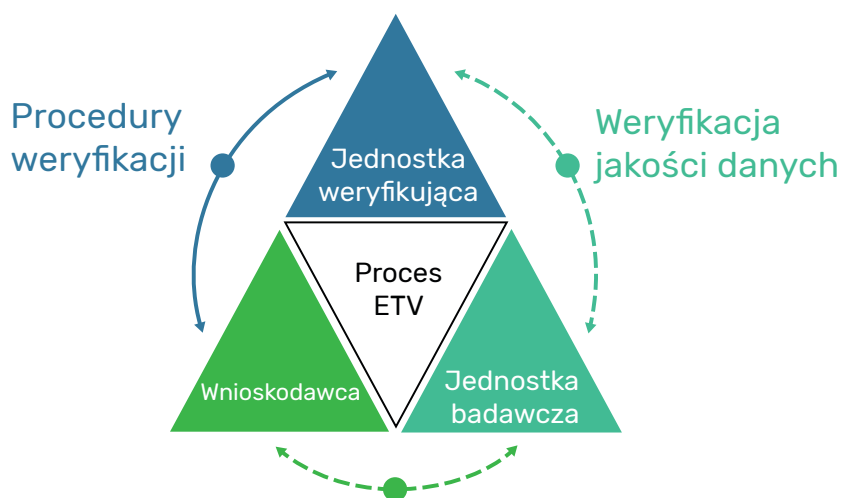 Procedury
weryfikacji
Jednostka
weryfikująca
Weryfikacja
jakości danych
Proces
ETV
Wnioskodawca
Jednostka
badawcza